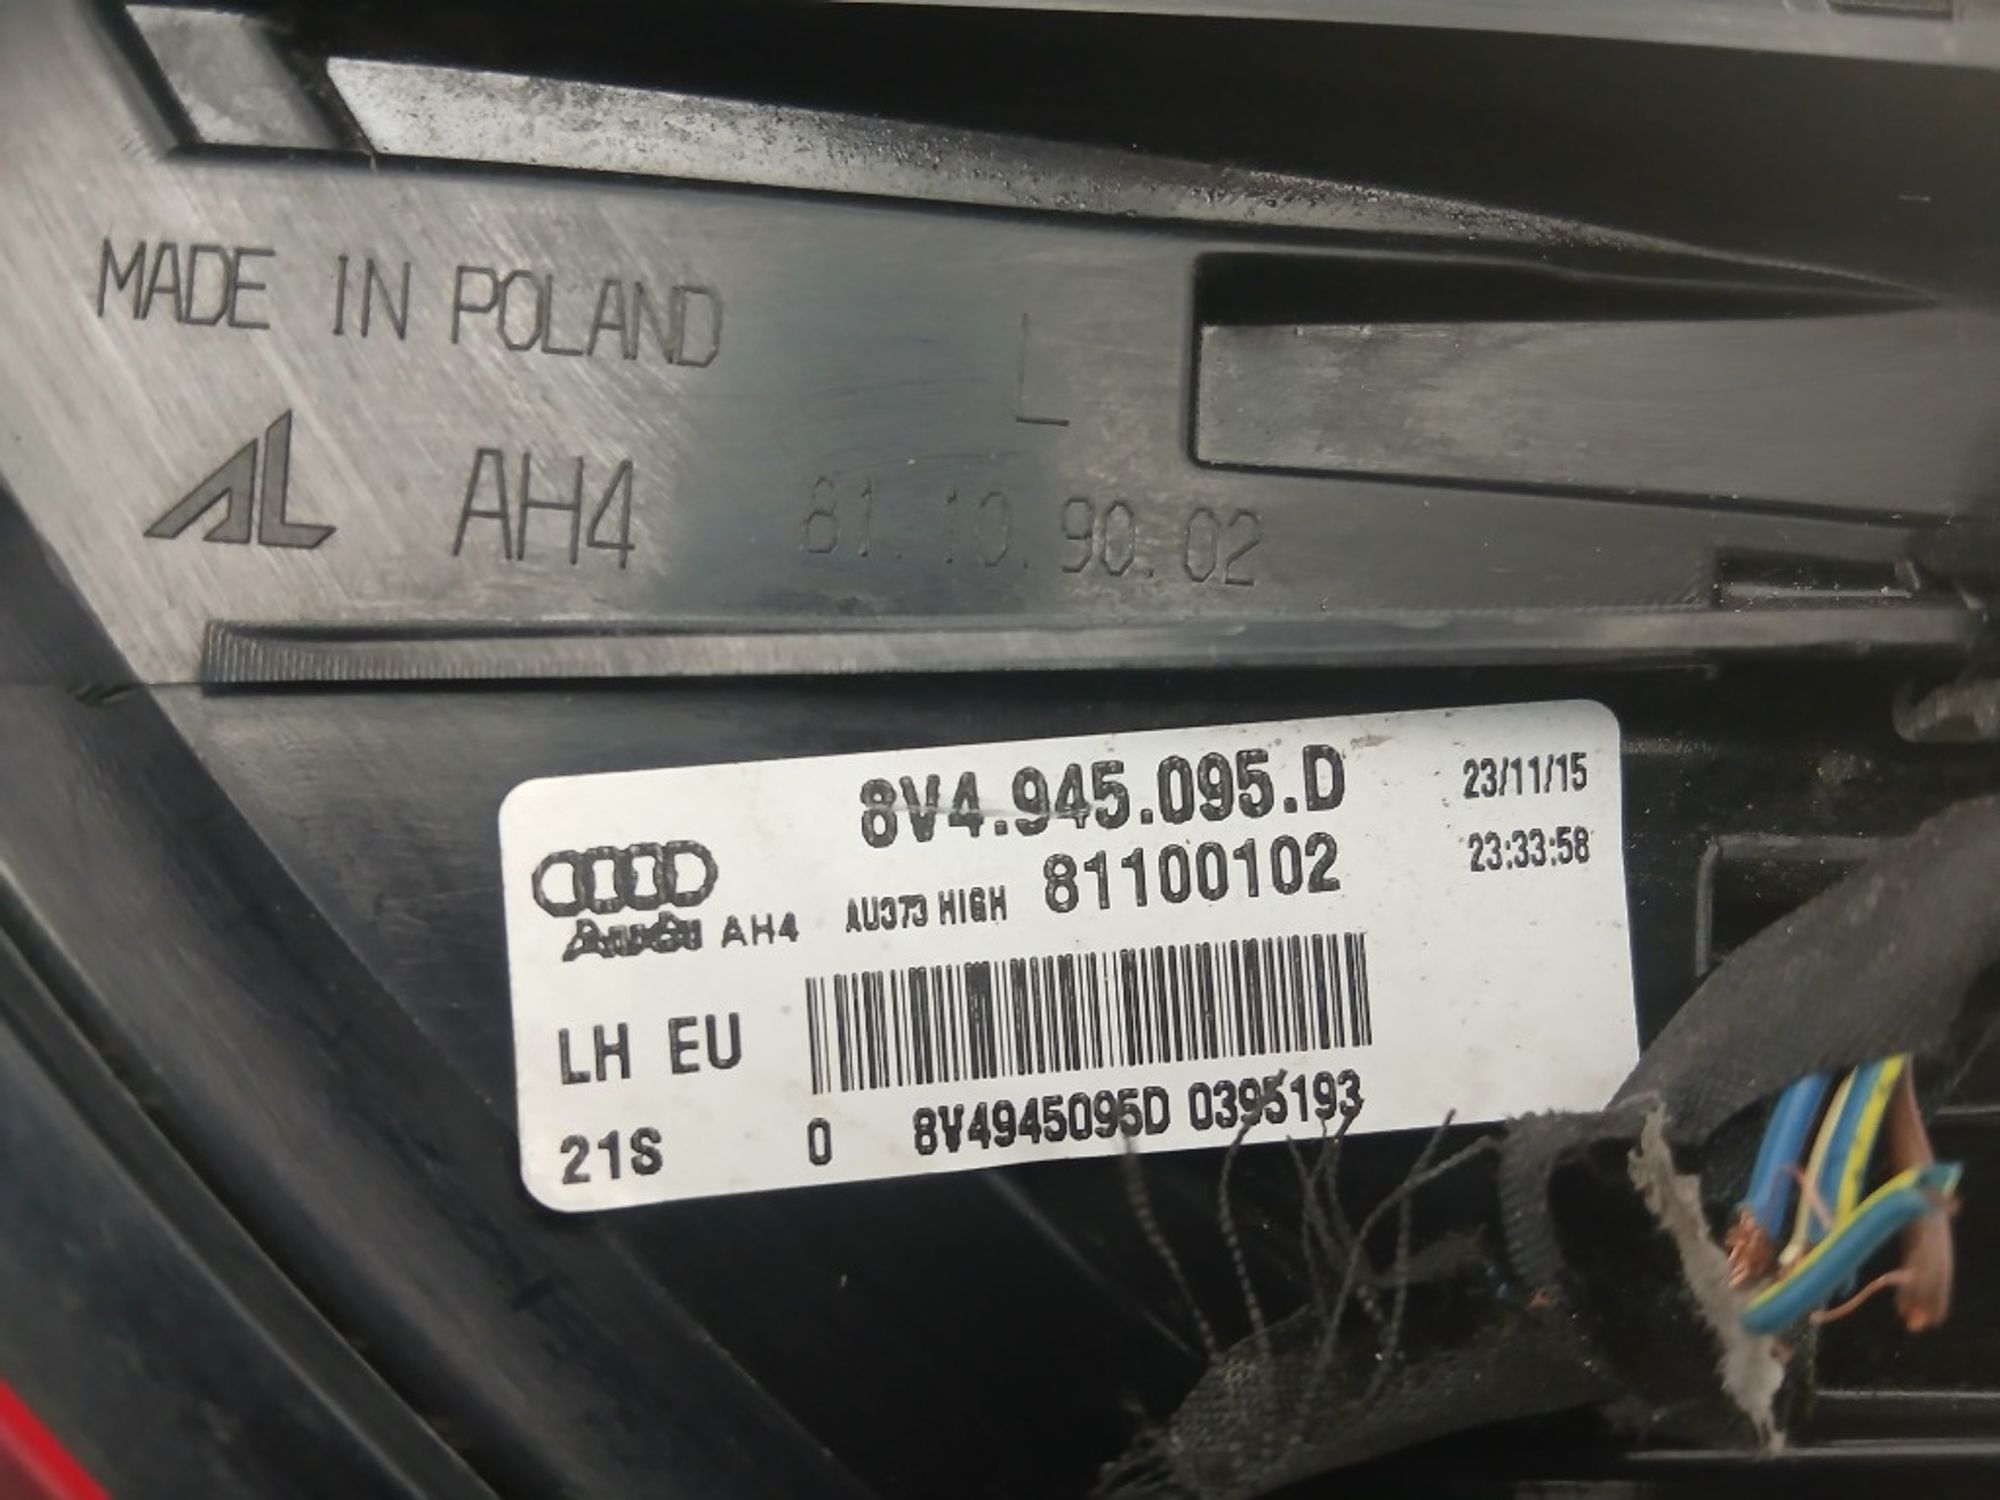 MADE IN POLAND
L
AL AH4 81.10.90.02
8V4.945.095.D 23/11/15
81100102 23:33:58
Audi AH4 AU373 HIGH
LH EU
21S 0 8V4945095D 0395193